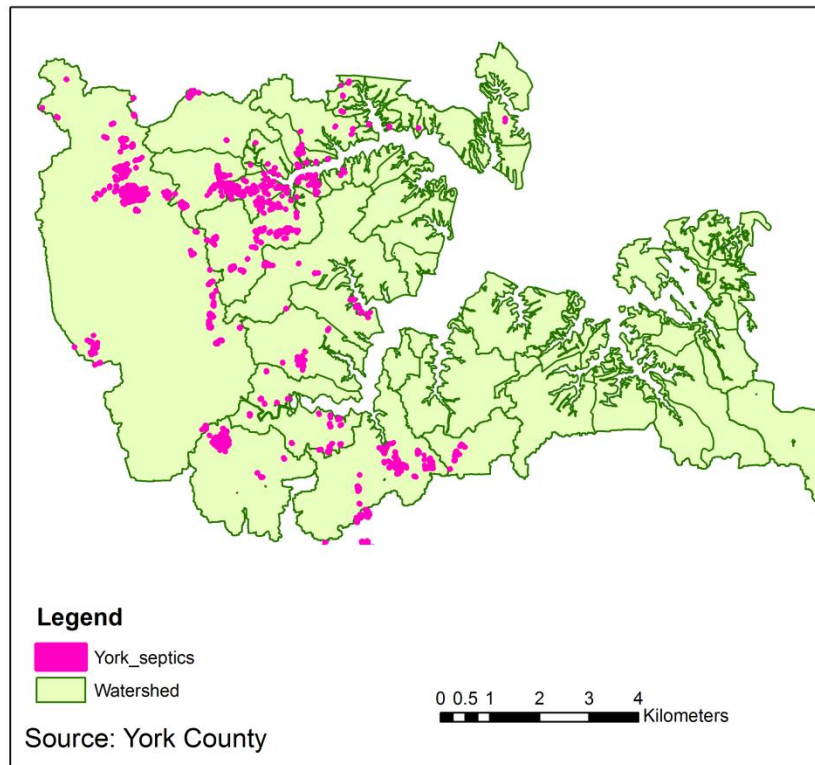 Legend
York_septics
Watershed
0 0.5 1 2 3 4
Kilometers
Source: York County